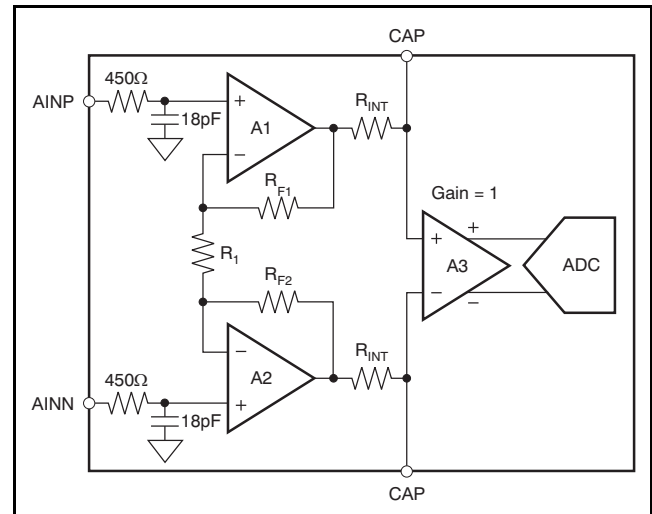 CAP
450Ω
AINP
18pF
+
−
A1
R_INT
R_F1
Gain = 1
R_1
+
−
A3
+
−
ADC
R_F2
R_INT
−
+
A2
450Ω
AINN
18pF
CAP